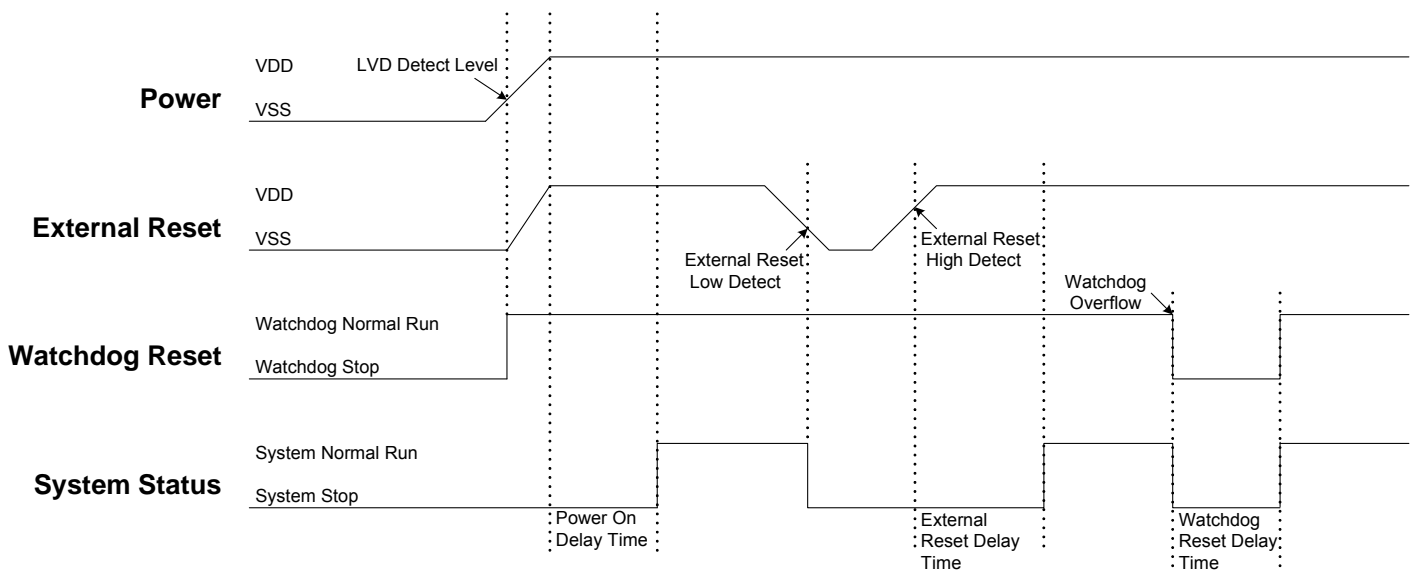 VDD
LVD Detect Level
Power
VSS
VDD
External Reset
VSS
External Reset
Low Detect
External Reset
High Detect
Watchdog
Overflow
Watchdog Normal Run
Watchdog Reset
Watchdog Stop
System Normal Run
System Status
System Stop
Power On
Delay Time
External
Reset Delay
Time
Watchdog
Reset Delay
Time